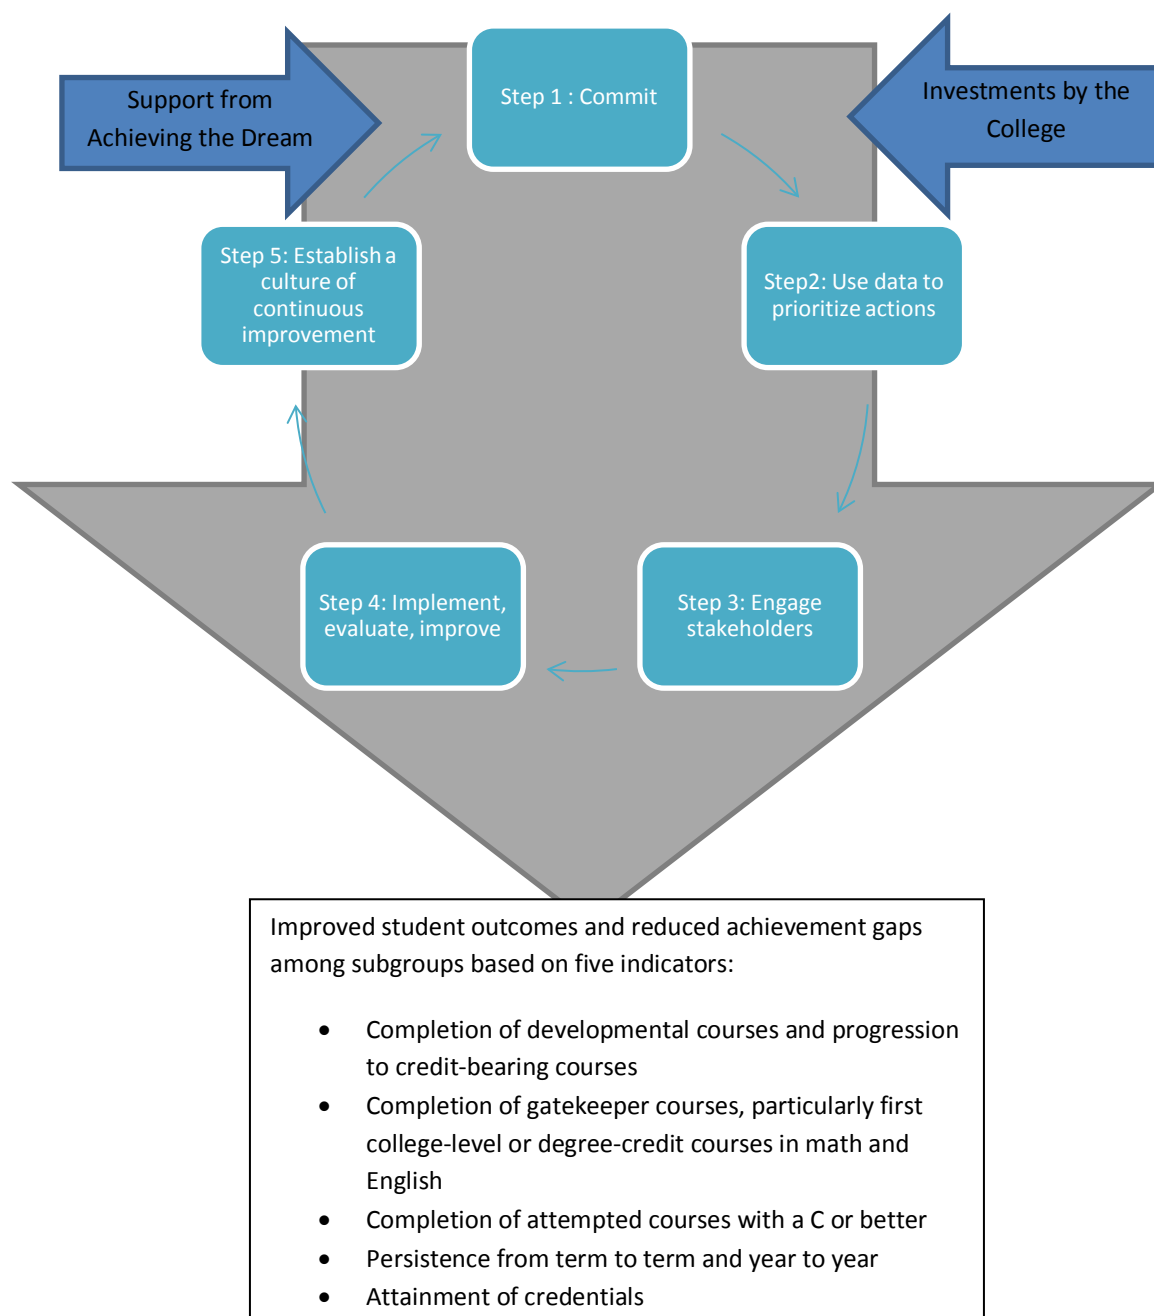 Support from
Achieving the Dream
Step 1 : Commit
Investments by the
College
Step 5: Establish a
culture of
continuous
improvement
Step2: Use data to
prioritize actions
Step 4: Implement,
evaluate, improve
Step 3: Engage
stakeholders
Improved student outcomes and reduced achievement gaps
among subgroups based on five indicators:
• Completion of developmental courses and progression
to credit-bearing courses
• Completion of gatekeeper courses, particularly first
college-level or degree-credit courses in math and
English
• Completion of attempted courses with a C or better
• Persistence from term to term and year to year
• Attainment of credentials